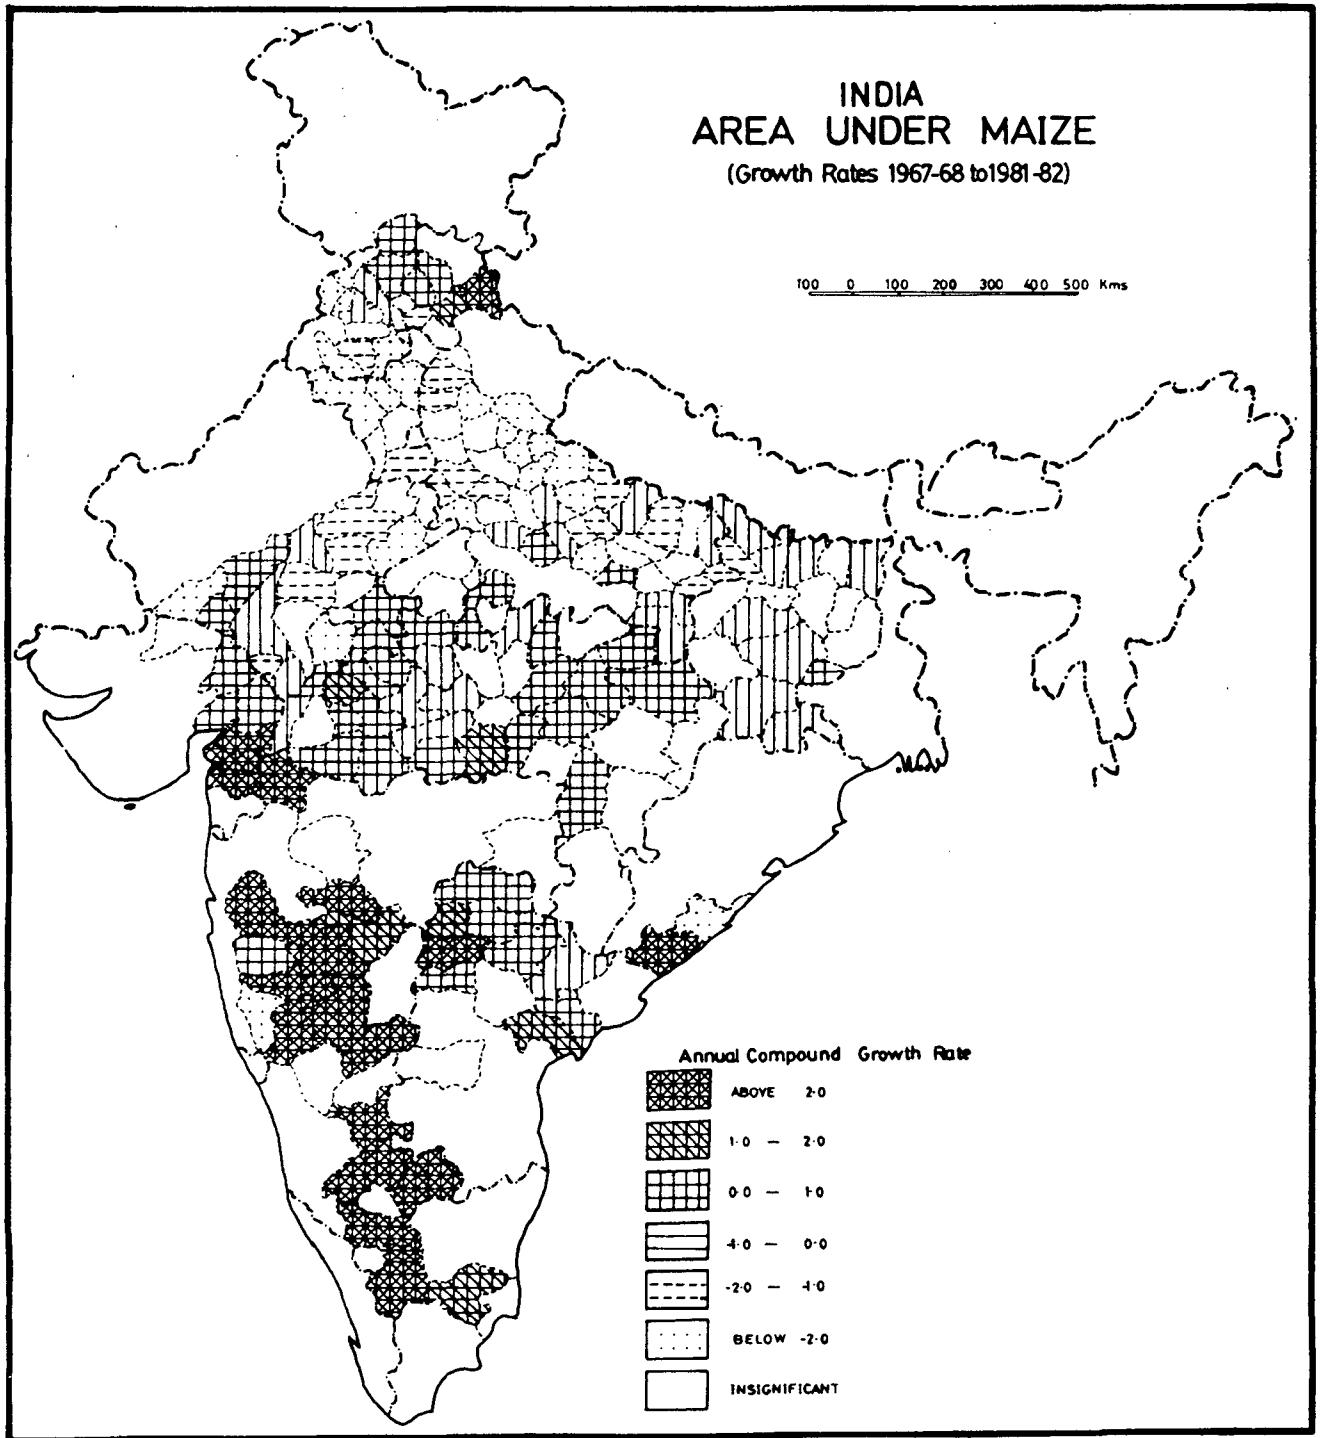 INDIA
AREA UNDER MAIZE
(Growth Rates 1967-68 to 1981-82)
100 0 100 200 300 400 500 Kms
Annual Compound Growth Rate
ABOVE 2·0
1·0 — 2·0
0·0 — 1·0
-1·0 — 0·0
-2·0 — -1·0
BELOW -2·0
INSIGNIFICANT